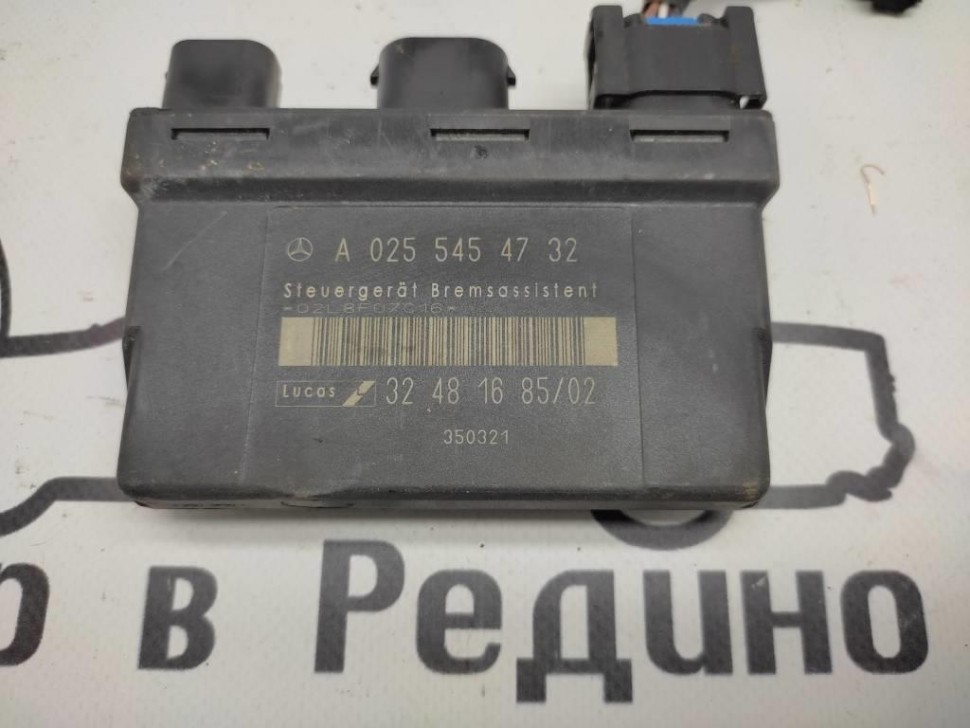 A 025 545 47 32
Steuergerät Bremsassistent
Lucas 32 48 16 85/02
350321
в Редино